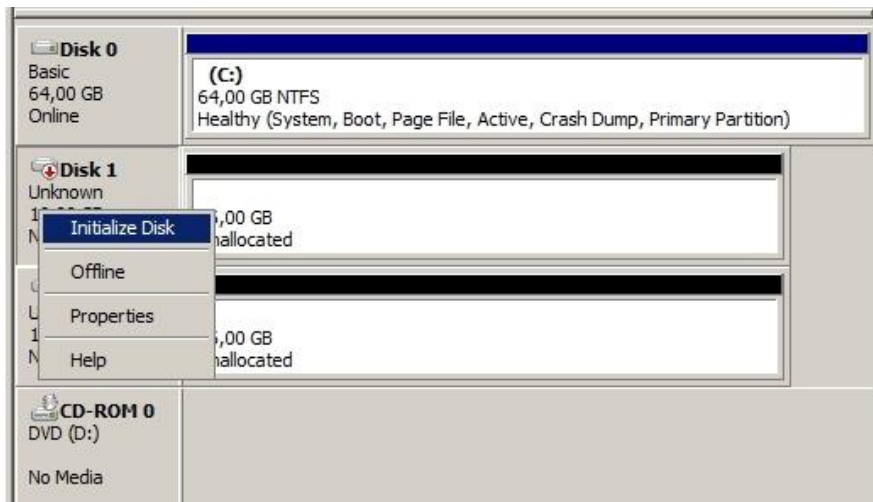 Disk 0
Basic
64,00 GB
Online
(C:)
64,00 GB NTFS
Healthy (System, Boot, Page File, Active, Crash Dump, Primary Partition)
Disk 1
Unknown
,00 GB
nallocated
Initialize Disk
Offline
Properties
Help
,00 GB
nallocated
CD-ROM 0
DVD (D:)
No Media